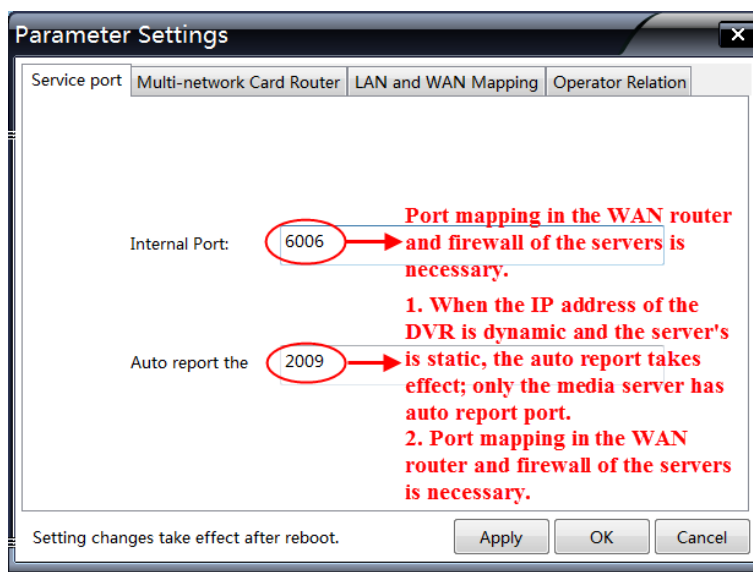 Parameter Settings
Service port Multi-network Card Router LAN and WAN Mapping Operator Relation
Port mapping in the WAN router
Internal Port: 6006 and firewall of the servers is
necessary.
1. When the IP address of the
DVR is dynamic and the server's
Auto report the 2009 is static, the auto report takes
effect; only the media server has
auto report port.
2. Port mapping in the WAN
router and firewall of the servers
is necessary.
Setting changes take effect after reboot. Apply OK Cancel